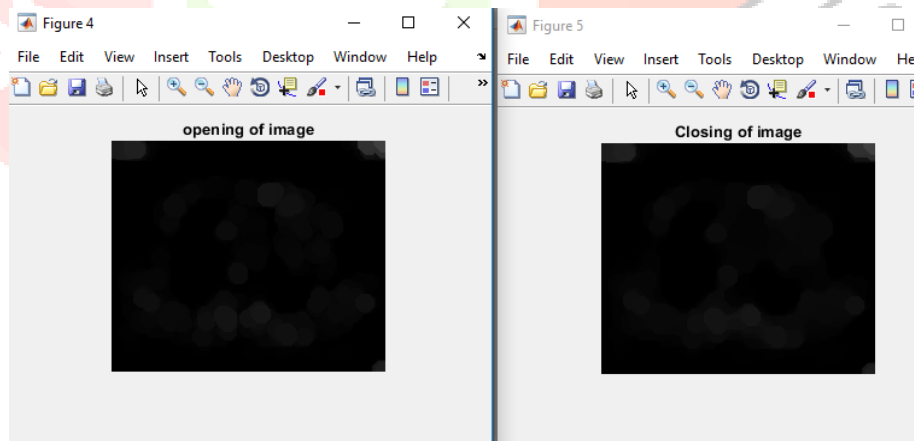 Figure 4
File Edit View Insert Tools Desktop Window Help
opening of image
Figure 5
File Edit View Insert Tools Desktop Window
Closing of image